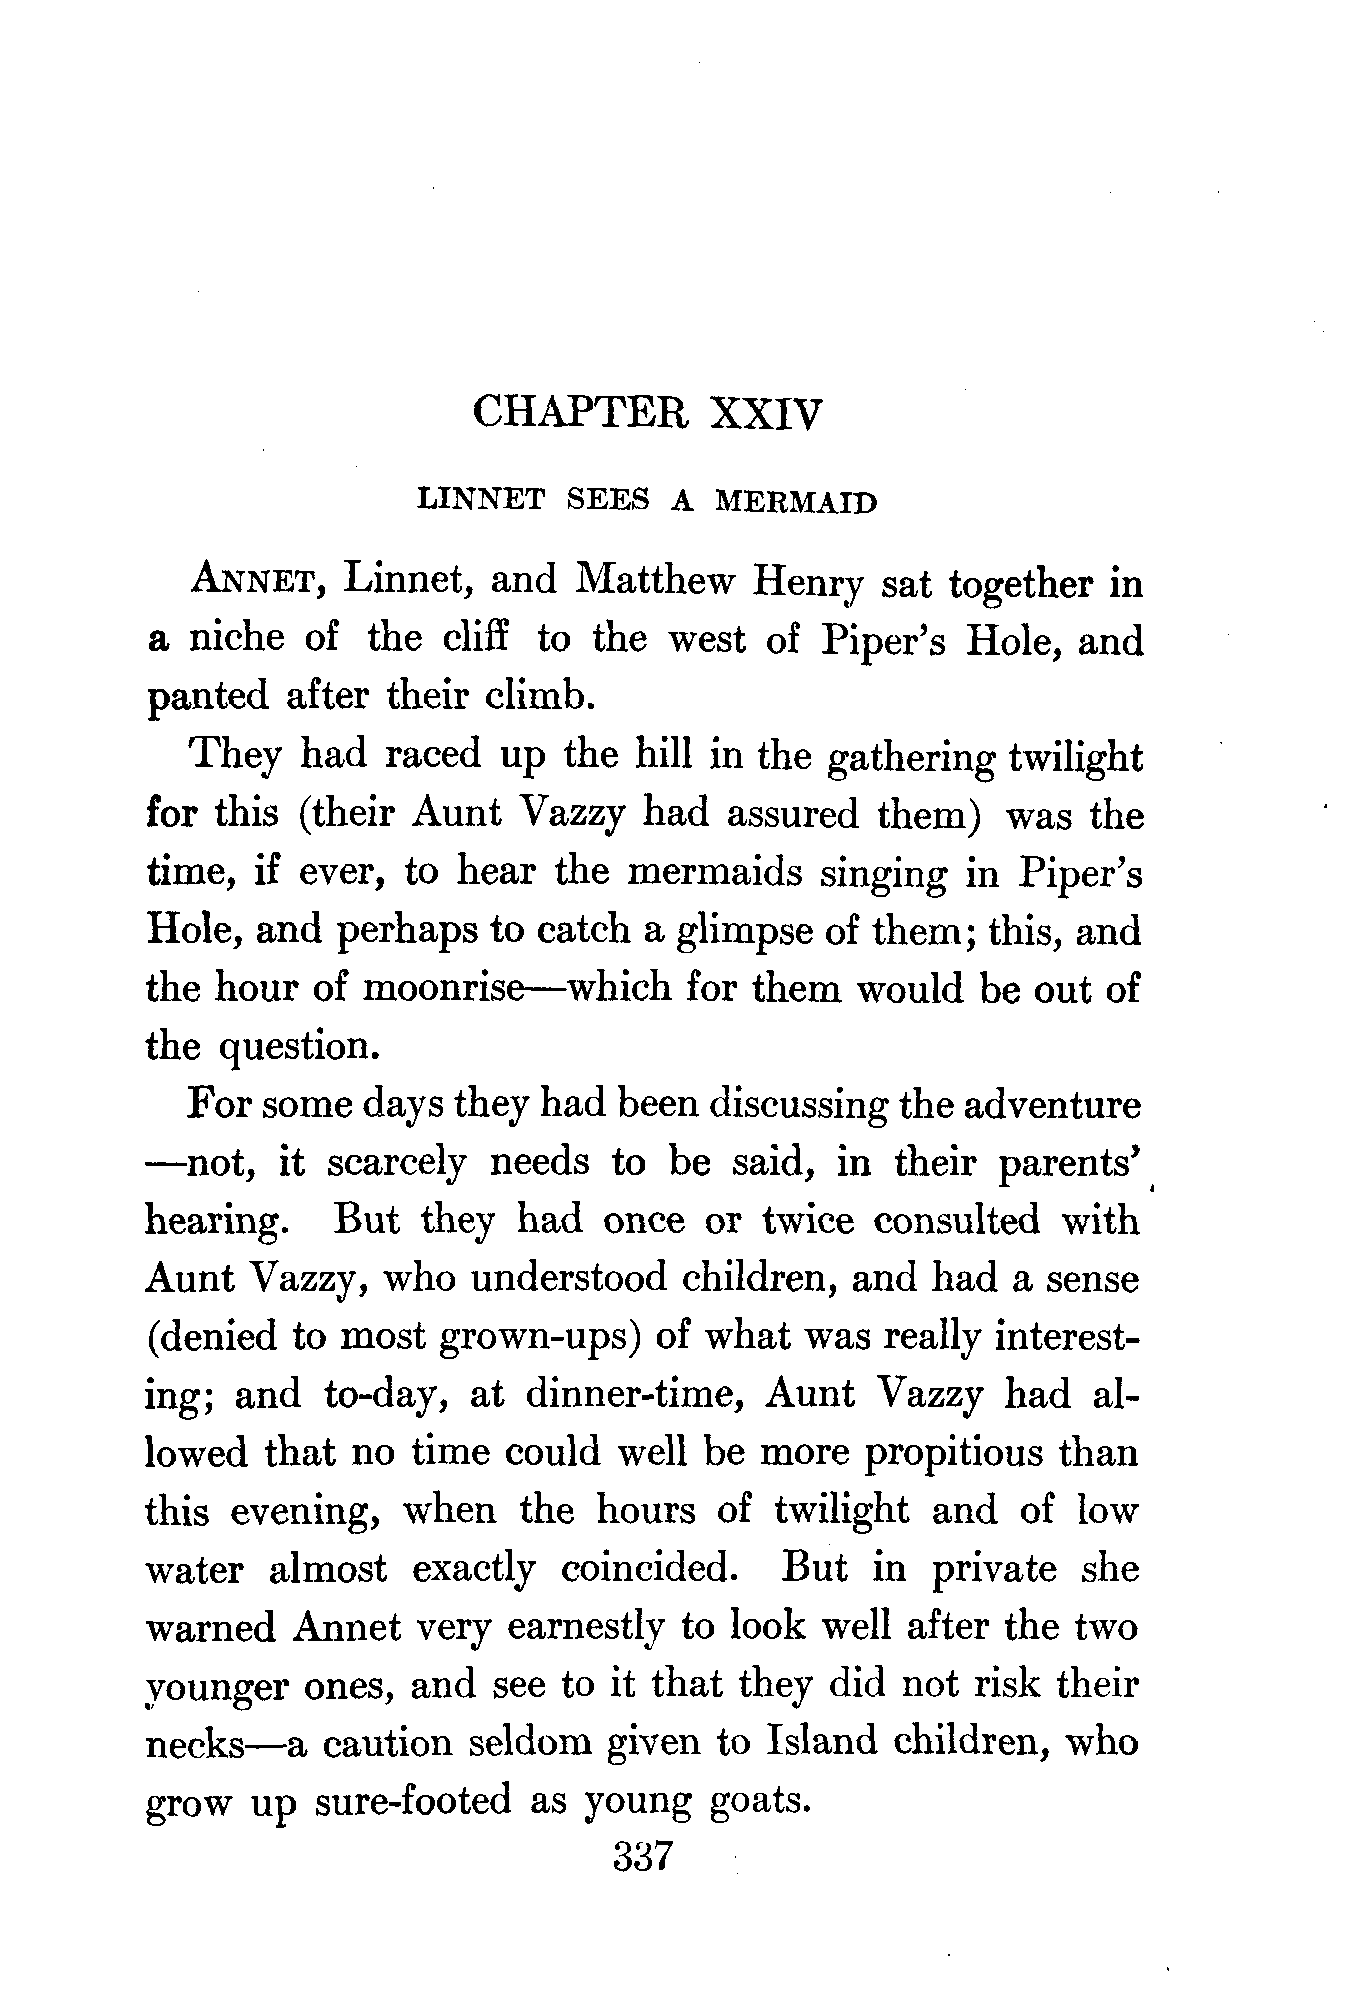 CHAPTER XXIV
LINNET SEES A MERMAID
ANNET, Linnet, and Matthew Henry sat together in
a niche of the cliff to the west of Piper's Hole, and
panted after their climb.
They had raced up the hill in the gathering twilight
for this (their Aunt Vazzy had assured them) was the
time, if ever, to hear the mermaids singing in Piper's
Hole, and perhaps to catch a glimpse of them; this, and
the hour of moonrise—which for them would be out of
the question.
For some days they had been discussing the adventure
—not, it scarcely needs to be said, in their parents'
hearing. But they had once or twice consulted with
Aunt Vazzy, who understood children, and had a sense
(denied to most grown-ups) of what was really interest-
ing; and to-day, at dinner-time, Aunt Vazzy had al-
lowed that no time could well be more propitious than
this evening, when the hours of twilight and of low
water almost exactly coincided. But in private she
warned Annet very earnestly to look well after the two
younger ones, and see to it that they did not risk their
necks—a caution seldom given to Island children, who
grow up sure-footed as young goats.
337